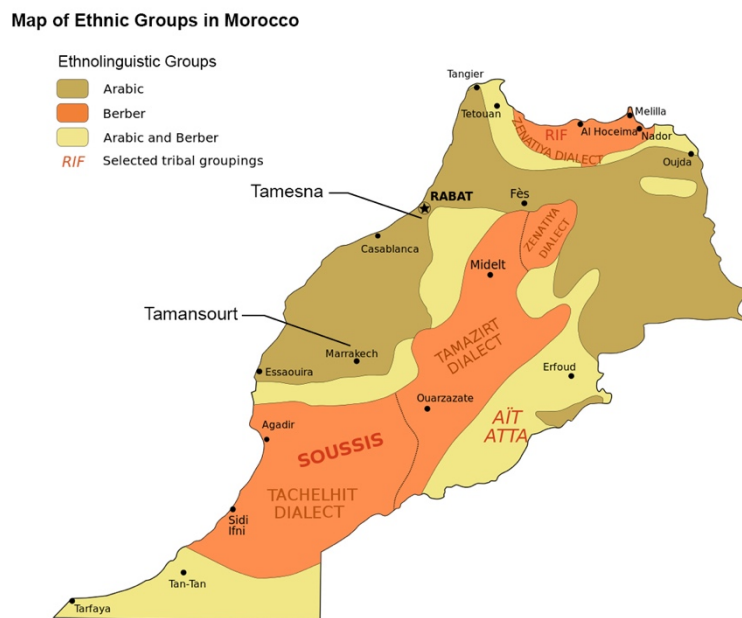 Map of Ethnic Groups in Morocco
Ethnolinguistic Groups
Arabic
Berber
Arabic and Berber
RIF Selected tribal groupings
Tangier
Tetouan
Melilla
RIF
Al Hoceima
Nador
ZENATIYA DIALECT
Oujda
Tamesna
RABAT
Fès
ZENATIYA
DIALECT
Casablanca
Midelt
Tamansourt
TAMAZIRT
DIALECT
Marrakech
Essaouira
Erfoud
Ouarzazate
AÏT
ATTA
Agadir
SOUSSIS
TACHELHIT
DIALECT
Sidi
Ifni
Tan-Tan
Tarfaya